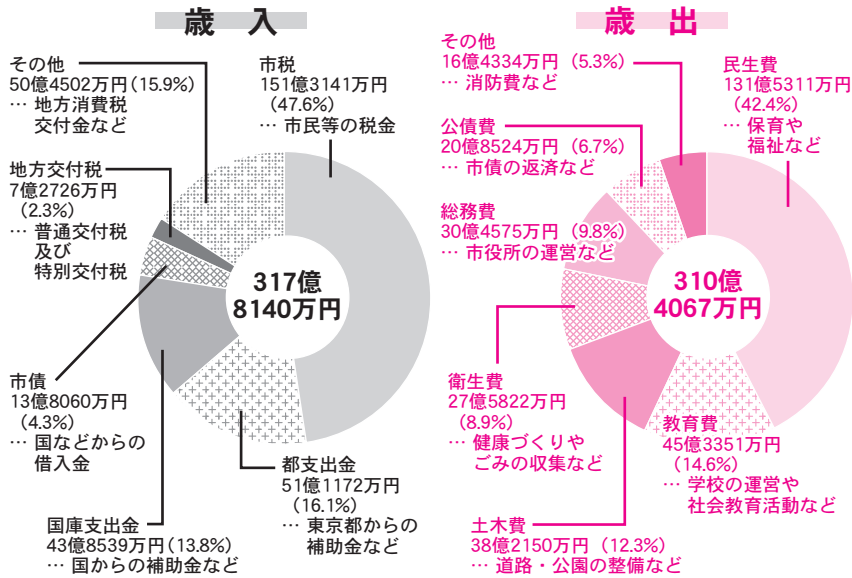 歳 入
その他
50億4502万円(15.9%)
… 地方消費税
交付金など
市税
151億3141万円
(47.6%)
… 市民等の税金
地方交付税
7億2726万円
(2.3%)
… 普通交付税
及び
特別交付税
317億
8140万円
市債
13億8060万円
(4.3%)
… 国などからの
借入金
都支出金
51億1172万円
(16.1%)
… 東京都からの
補助金など
国庫支出金
43億8539万円(13.8%)
… 国からの補助金など
歳 出
その他
16億4334万円 (5.3%)
… 消防費など
民生費
131億5311万円
(42.4%)
… 保育や
福祉など
公債費
20億8524万円 (6.7%)
… 市債の返済など
総務費
30億4575万円 (9.8%)
… 市役所の運営など
310億
4067万円
衛生費
27億5822万円
(8.9%)
… 健康づくりや
ごみの収集など
教育費
45億3351万円
(14.6%)
… 学校の運営や
社会教育活動など
土木費
38億2150万円 (12.3%)
… 道路・公園の整備など